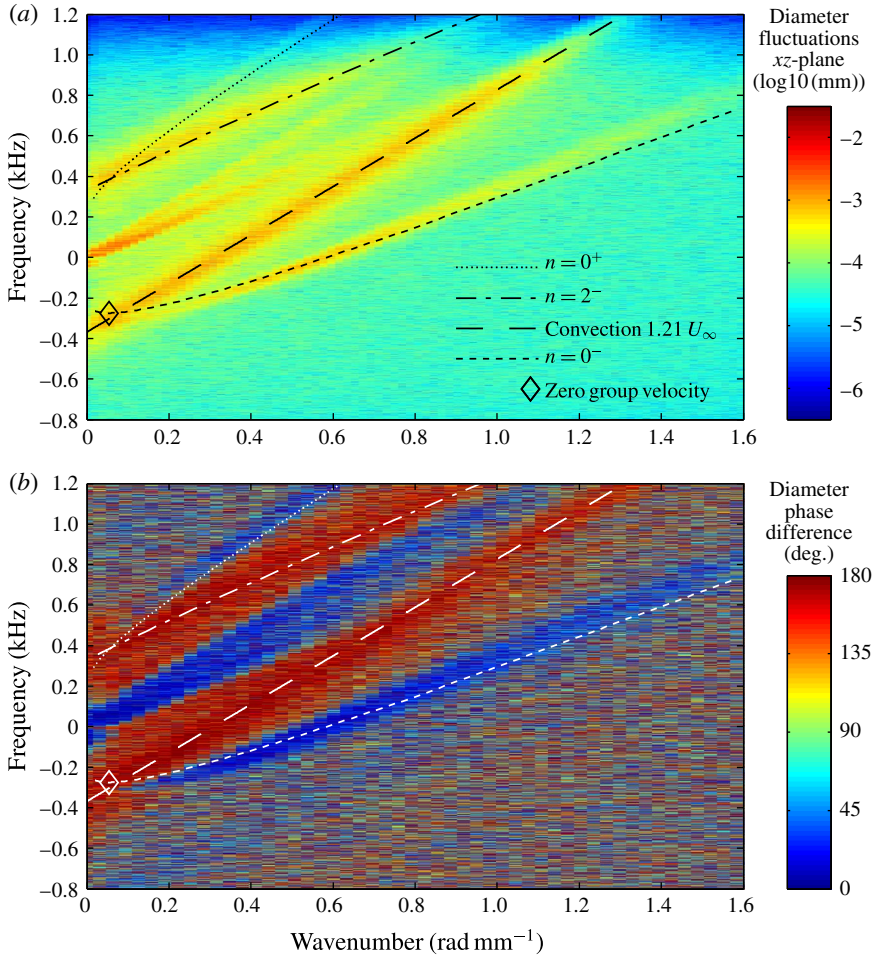 (a)
Diameter
fluctuations
xz-plane
(log10 (mm))
1.2
1.0
0.8
0.6
0.4
0.2
0
–0.2
–0.4
–0.6
–0.8
Frequency (kHz)
n = 0⁺
n = 2⁻
Convection 1.21 U∞
n = 0⁻
Zero group velocity
–2
–3
–4
–5
–6
0 0.2 0.4 0.6 0.8 1.0 1.2 1.4 1.6
(b)
Diameter
phase
difference
(deg.)
1.2
1.0
0.8
0.6
0.4
0.2
0
–0.2
–0.4
–0.6
–0.8
Frequency (kHz)
180
135
90
45
0
0 0.2 0.4 0.6 0.8 1.0 1.2 1.4 1.6
Wavenumber (rad mm⁻¹)